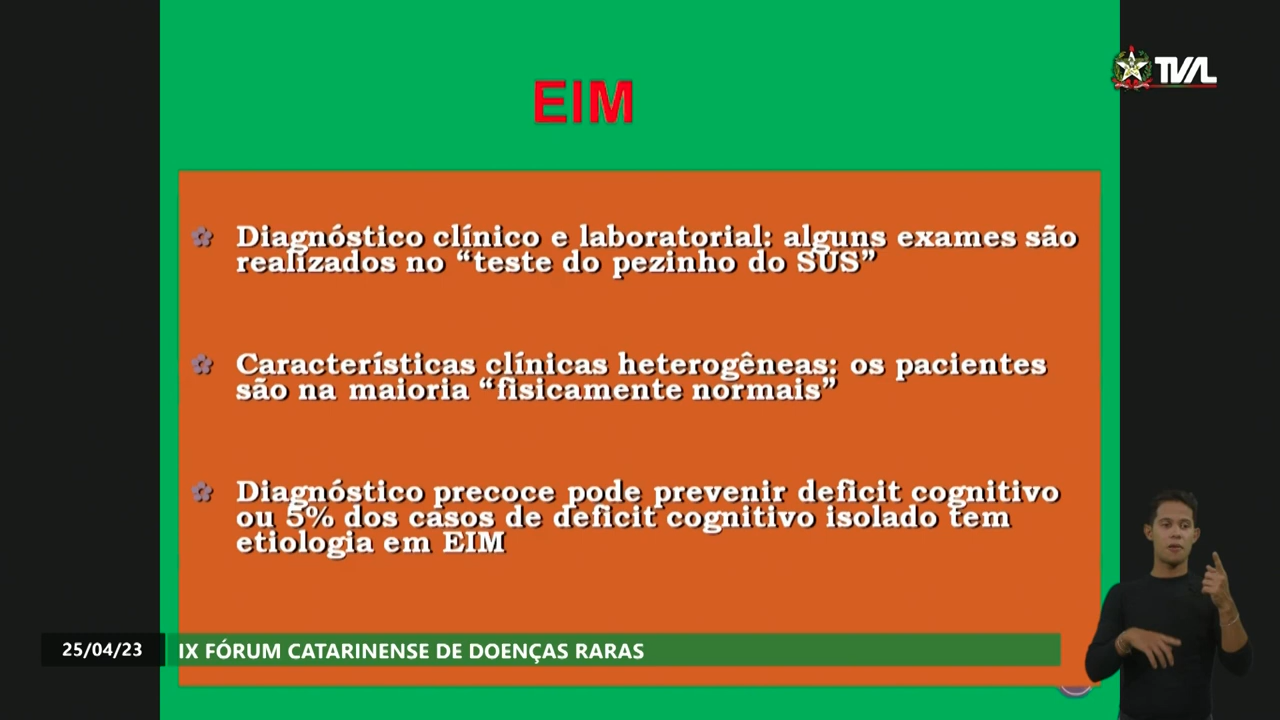 EIM
TVAL
Diagnóstico clínico e laboratorial: alguns exames são
realizados no “teste do pezinho do SUS”
Características clínicas heterogêneas: os pacientes
são na maioria “fisicamente normais”
Diagnóstico precoce pode prevenir deficit cognitivo
ou 5% dos casos de deficit cognitivo isolado tem
etiologia em EIM
25/04/23 IX FÓRUM CATARINENSE DE DOENÇAS RARAS